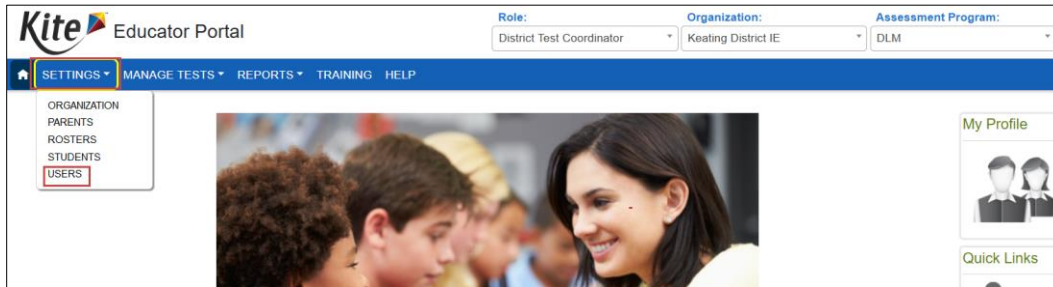 Role: Organization: Assessment Program:
Kite Educator Portal
District Test Coordinator Keating District IE DLM
SETTINGS MANAGE TESTS REPORTS TRAINING HELP
ORGANIZATION
PARENTS
ROSTERS
STUDENTS
USERS
My Profile
Quick Links